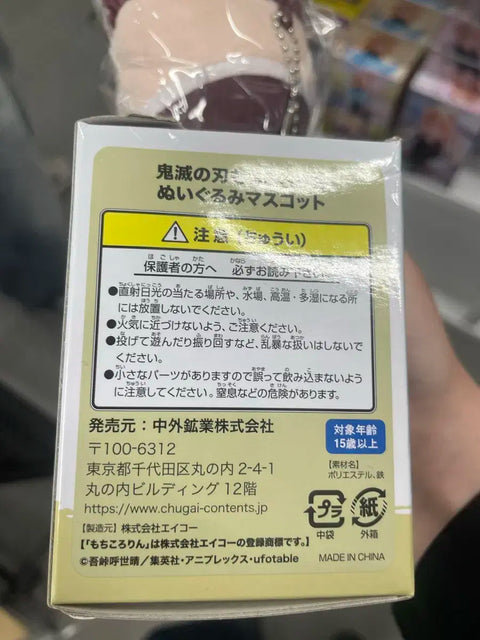 鬼滅の刃
ぬいぐるみマスコット
注意（ちゅうい）
保護者の方へ 必ずお読み下さい
●直射日光の当たる場所や、水場、高温・多湿になる所
には放置しないでください。
●火気に近づけないよう、ご注意ください。
●投げて遊んだり振り回すなど、乱暴な扱いはしないで
ください。
●小さなパーツがありますので誤って飲み込まないよう
に注意してください。窒息などの危険があります。
発売元：中外鉱業株式会社
〒100-6312
東京都千代田区丸の内 2-4-1
丸の内ビルディング 12階
https://www.chugai-contents.jp
対象年齢
15歳以上
【素材名】
ポリエステル、鉄
プラ
中袋
紙
外箱
【製造元】 株式会社エイコー
【「もちころりん」は株式会社エイコーの登録商標です。】
©吾峠呼世晴／集英社・アニプレックス・ufotable
MADE IN CHINA